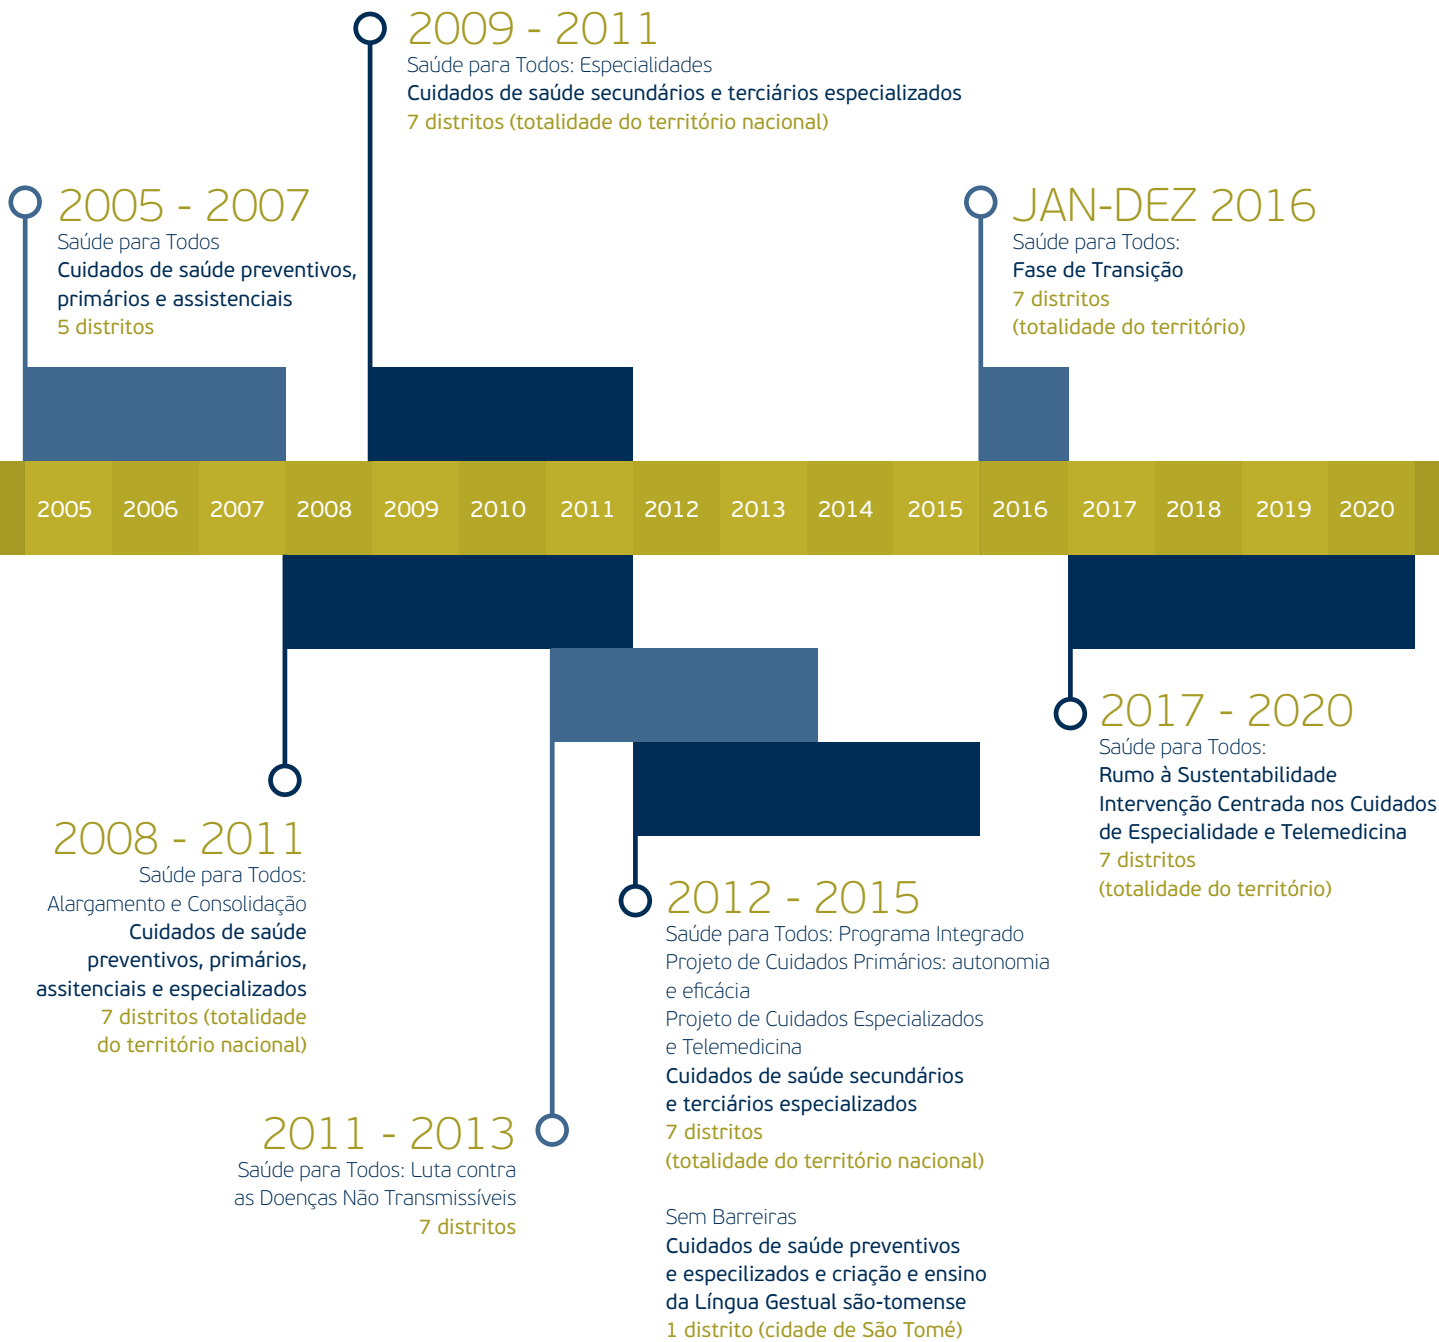 2009 - 2011
Saúde para Todos: Especialidades
Cuidados de saúde secundários e terciários especializados
7 distritos (totalidade do território nacional)
2005 - 2007
Saúde para Todos
Cuidados de saúde preventivos,
primários e assistenciais
5 distritos
JAN-DEZ 2016
Saúde para Todos:
Fase de Transição
7 distritos
(totalidade do território)
2005 2006 2007 2008 2009 2010 2011 2012 2013 2014 2015 2016 2017 2018 2019 2020
2008 - 2011
Saúde para Todos:
Alargamento e Consolidação
Cuidados de saúde
preventivos, primários,
assitenciais e especializados
7 distritos (totalidade
do território nacional)
2011 - 2013
Saúde para Todos: Luta contra
as Doenças Não Transmissíveis
7 distritos
2012 - 2015
Saúde para Todos: Programa Integrado
Projeto de Cuidados Primários: autonomia
e eficácia
Projeto de Cuidados Especializados
e Telemedicina
Cuidados de saúde secundários
e terciários especializados
7 distritos
(totalidade do território nacional)
Sem Barreiras
Cuidados de saúde preventivos
e especilizados e criação e ensino
da Língua Gestual são-tomense
1 distrito (cidade de São Tomé)
2017 - 2020
Saúde para Todos:
Rumo à Sustentabilidade
Intervenção Centrada nos Cuidados
de Especialidade e Telemedicina
7 distritos
(totalidade do território)